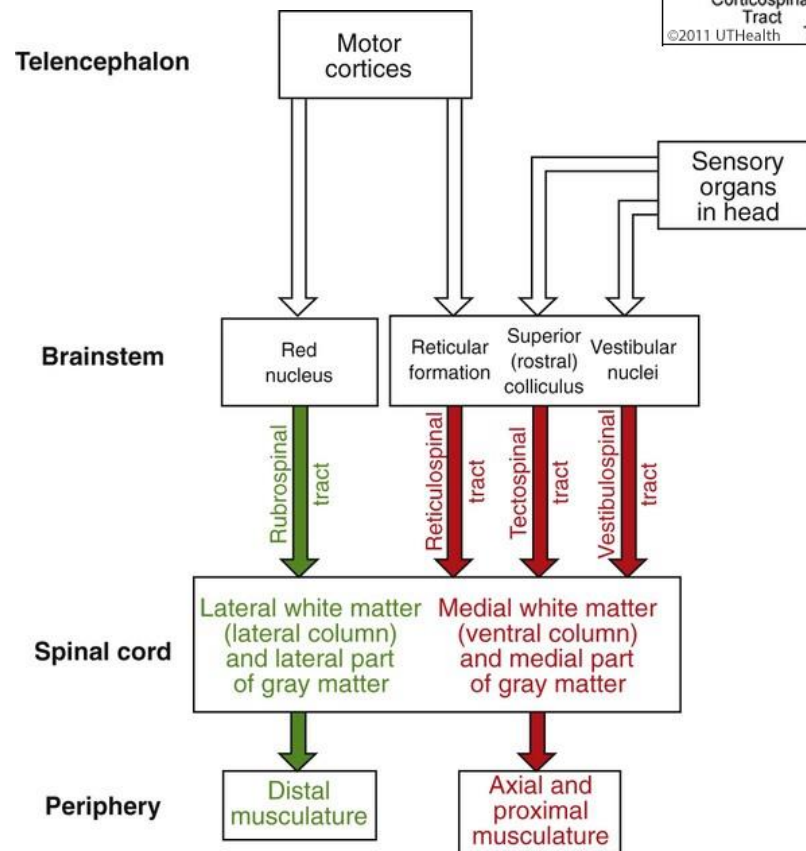 Corticospina
Tract
©2011 UTHealth
Telencephalon
Motor
cortices
Sensory
organs
in head
Brainstem
Red
nucleus
Reticular
formation
Superior
(rostral)
colliculus
Vestibular
nuclei
Rubrospinal
tract
Reticulospinal
tract
Tectospinal
tract
Vestibulospinal
tract
Spinal cord
Lateral white matter
(lateral column)
and lateral part
of gray matter
Medial white matter
(ventral column)
and medial part
of gray matter
Periphery
Distal
musculature
Axial and
proximal
musculature